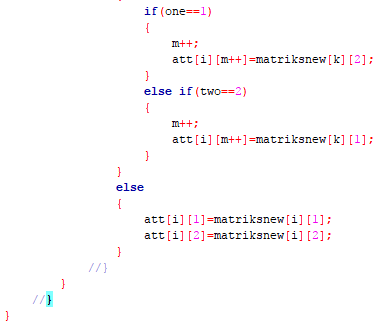 if(one==1)
{
m++;
att[i][m++]=matriksnew[k][2];
}
else if(two==2)
{
m++;
att[i][m++]=matriksnew[k][1];
}
}
else
{
att[i][1]=matriksnew[i][1];
att[i][2]=matriksnew[i][2];
}
//}
}
//}
}